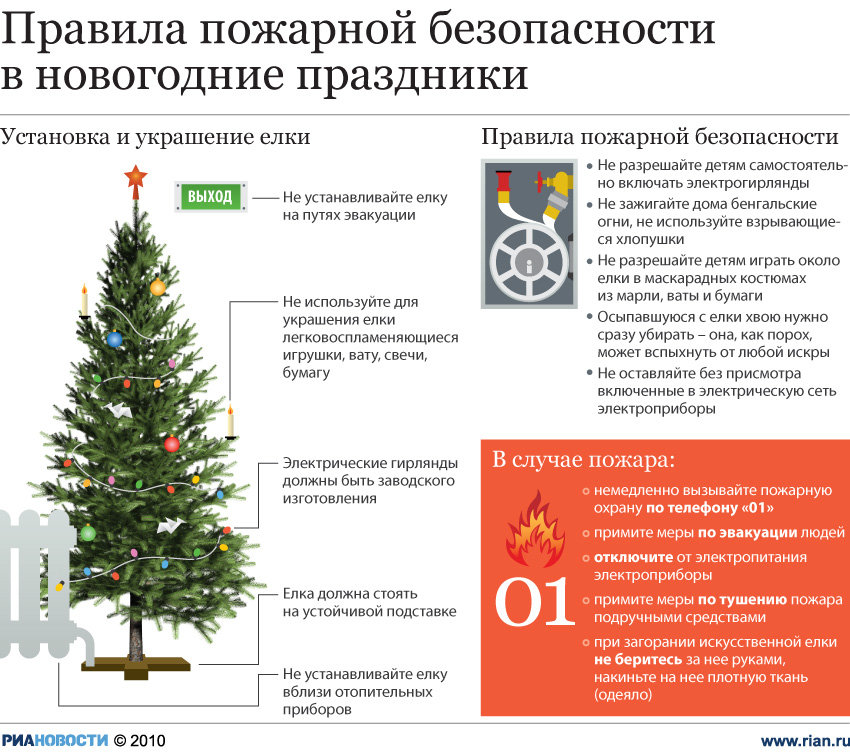 Правила пожарной безопасности
в новогодние праздники
Установка и украшение елки
ВЫХОД
Не устанавливайте елку
на путях эвакуации
Не используйте для
украшения елки
легковоспламеняющиеся
игрушки, вату, свечи,
бумагу
Электрические гирлянды
должны быть заводского
изготовления
Елка должна стоять
на устойчивой подставке
Не устанавливайте елку
вблизи отопительных
приборов
Правила пожарной безопасности
• Не разрешайте детям самостоятель-
но включать электрогирлянды
• Не зажигайте дома бенгальские
огни, не используйте взрывающие-
ся хлопушки
• Не разрешайте детям играть около
елки в маскарадных костюмах
из марли, ваты и бумаги
• Осыпавшуюся с елки хвою нужно
сразу убирать – она, как порох,
может вспыхнуть от любой искры
• Не оставляйте без присмотра
включенные в электрическую сеть
электроприборы
В случае пожара:
01
немедленно вызывайте пожарную
охрану по телефону «01»
примите меры по эвакуации людей
отключите от электропитания
электроприборы
примите меры по тушению пожара
подручными средствами
при загорании искусственной елки
не беритесь за нее руками,
накиньте на нее плотную ткань
(одеяло)
РИАНОВОСТИ © 2010
www.rian.ru